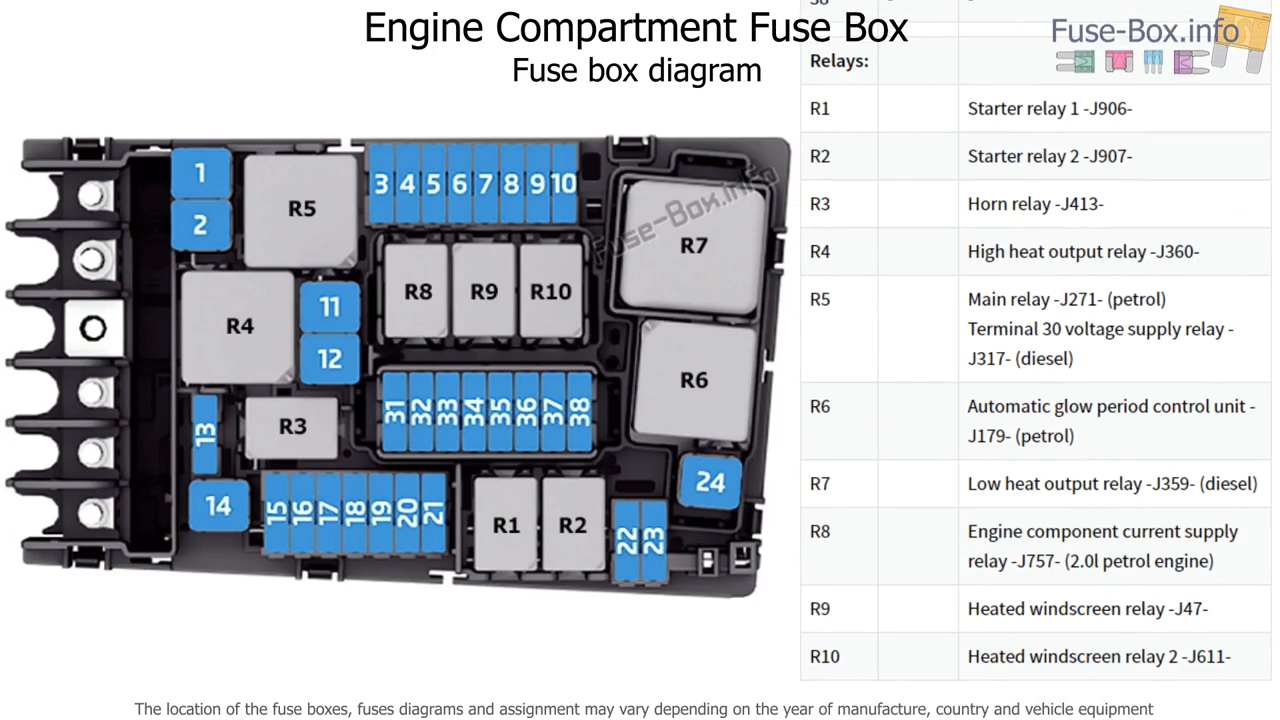 Engine Compartment Fuse Box
Fuse box diagram
Fuse-Box.info
Relays:
R1 Starter relay 1 -J906-
R2 Starter relay 2 -J907-
R3 Horn relay -J413-
R4 High heat output relay -J360-
R5 Main relay -J271- (petrol)
Terminal 30 voltage supply relay -
J317- (diesel)
R6 Automatic glow period control unit -
J179- (petrol)
R7 Low heat output relay -J359- (diesel)
R8 Engine component current supply
relay -J757- (2.0l petrol engine)
R9 Heated windscreen relay -J47-
R10 Heated windscreen relay 2 -J611-
1
2
R5
3 4 5 6 7 8 9 10
R7
Fuse-Box.info
R4
11
12
R8 R9 R10
R6
13
R3
31 32 33 34 35 36 37 38
14
15 16 17 18 19 20 21
R1 R2
22 23
24
The location of the fuse boxes, fuses diagrams and assignment may vary depending on the year of manufacture, country and vehicle equipment